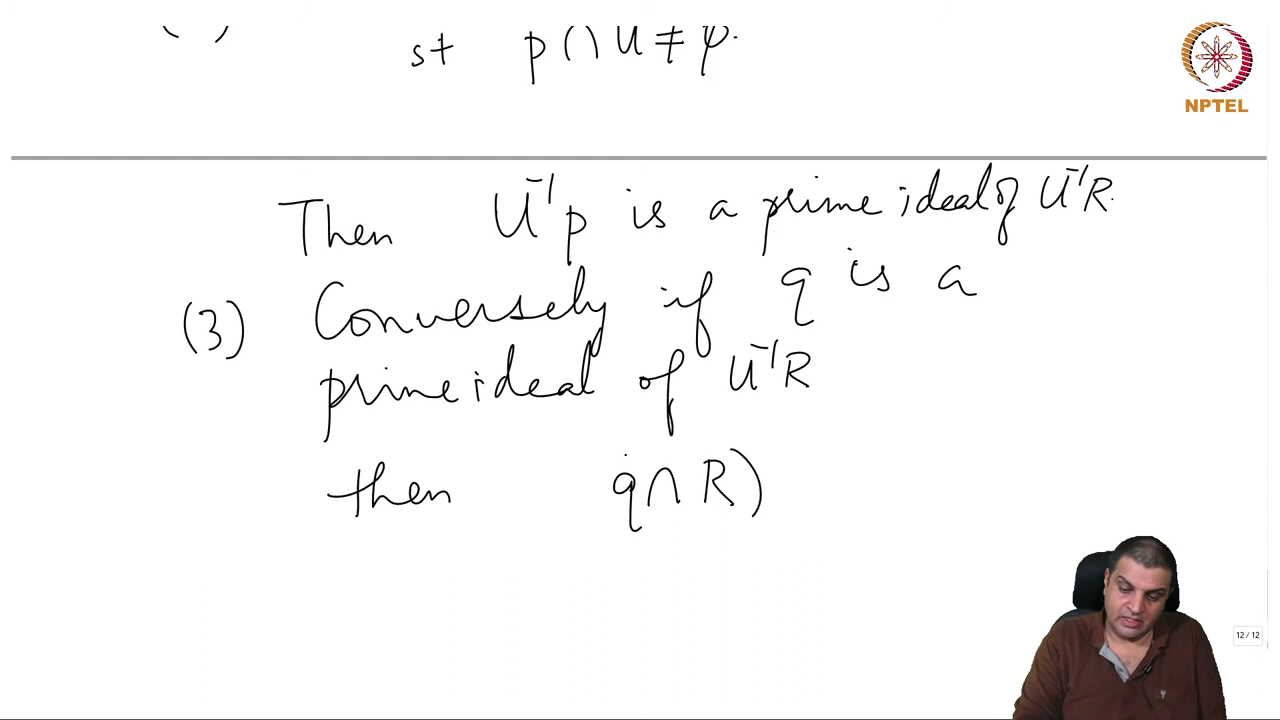 ( )
st p ∩ U ≠ φ.
NPTEL
Then U⁻¹p is a prime ideal of U⁻¹R.
(3) Conversely if q is a
prime ideal of U⁻¹R
then q ∩ R)
12 / 12